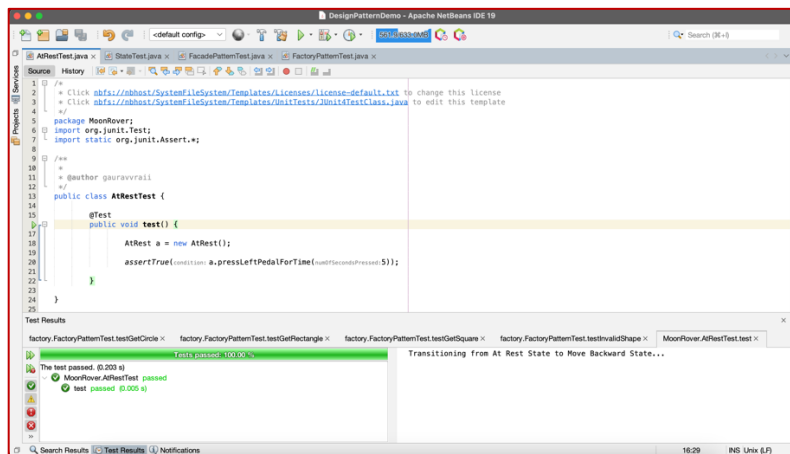 DesignPatternDemo - Apache NetBeans IDE 19
<default config>
Search (⌘+I)
AtRestTest.java × StateTest.java × FacadePatternTest.java × FactoryPatternTest.java ×
Source History
Services
Projects
1 /*
2 * Click nbfs://nbhost/SystemFileSystem/Templates/Licenses/license-default.txt to change this license
3 * Click nbfs://nbhost/SystemFileSystem/Templates/UnitTests/JUnit4TestClass.java to edit this template
4 */
5 package MoonRover;
6 import org.junit.Test;
7 import static org.junit.Assert.*;
8
9 /**
10 *
11 * @author gauravvraii
12 */
13 public class AtRestTest {
14
15 @Test
public void test() {
17
18 AtRest a = new AtRest();
19
20 assertTrue(condition: a.pressLeftPedalForTime(numOfSecondsPressed: 5));
21
22 }
23
24 }
25
Test Results ×
factory.FactoryPatternTest.testGetCircle × factory.FactoryPatternTest.testGetRectangle × factory.FactoryPatternTest.testGetSquare × factory.FactoryPatternTest.testInvalidShape × MoonRover.AtRestTest.test ×
Tests passed: 100.00 %
The test passed. (0.203 s)
MoonRover.AtRestTest passed
test passed (0.005 s)
Transitioning from At Rest State to Move Backward State...
Search Results Test Results Notifications 16:29 INS Unix (LF)